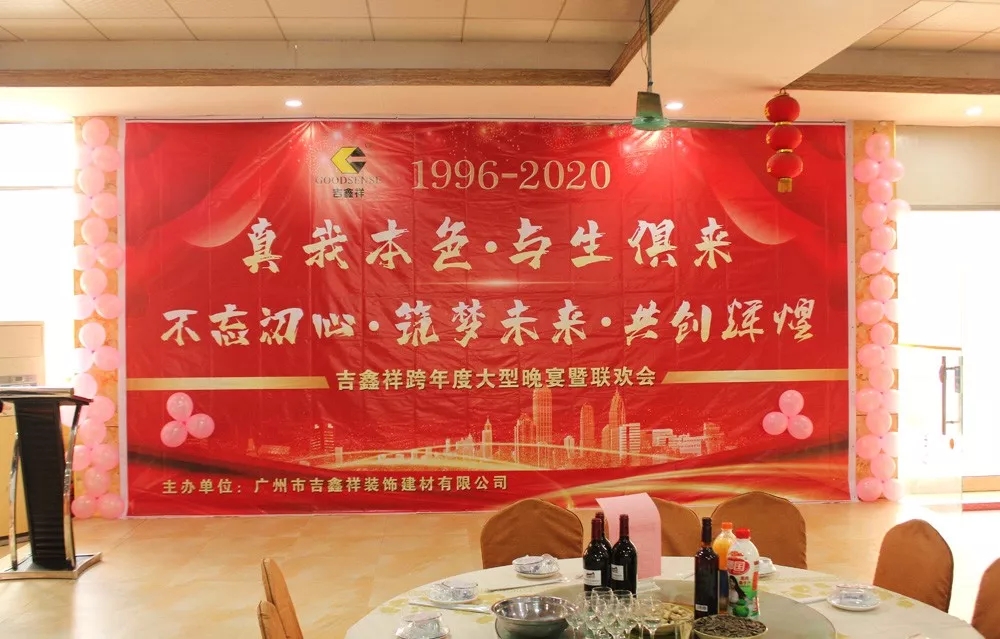 GOODSENSE
吉鑫祥
1996-2020
真我本色·与生俱来
不忘初心·筑梦未来·共创辉煌
吉鑫祥跨年度大型晚宴暨联欢会
主办单位：广州市吉鑫祥装饰建材有限公司